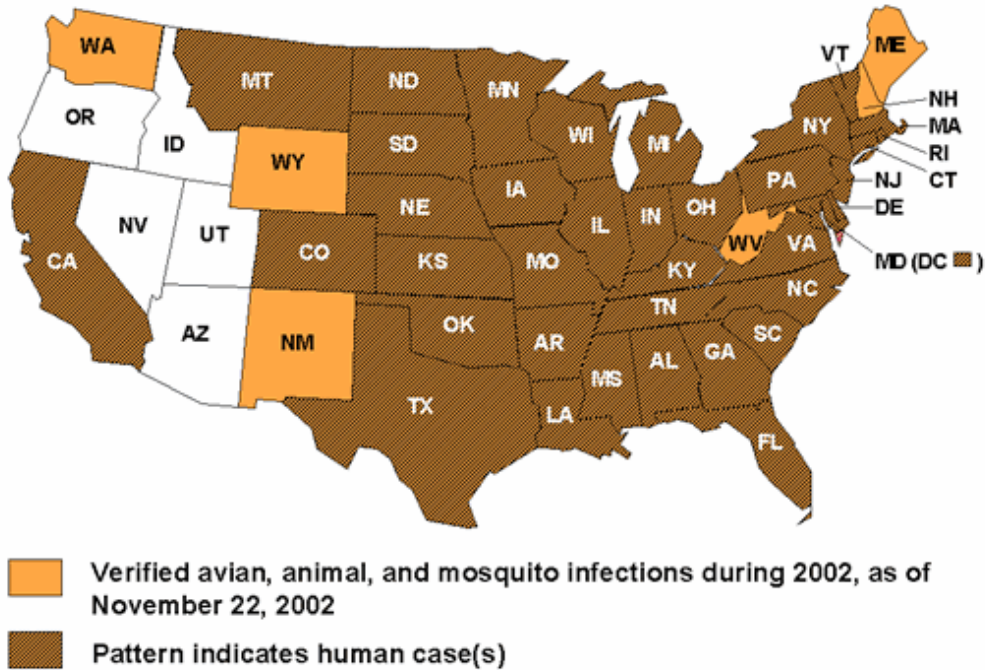 WA
OR
ID
MT
ND
MN
WI
MI
VT
ME
NH
MA
RI
CT
NY
PA
NJ
DE
MD (DC )
WY
SD
IA
NE
IL
IN
OH
WV
VA
CA
NV
UT
CO
KS
MO
KY
NC
TN
AZ
NM
OK
AR
SC
MS
AL
GA
TX
LA
FL
Verified avian, animal, and mosquito infections during 2002, as of
November 22, 2002
Pattern indicates human case(s)